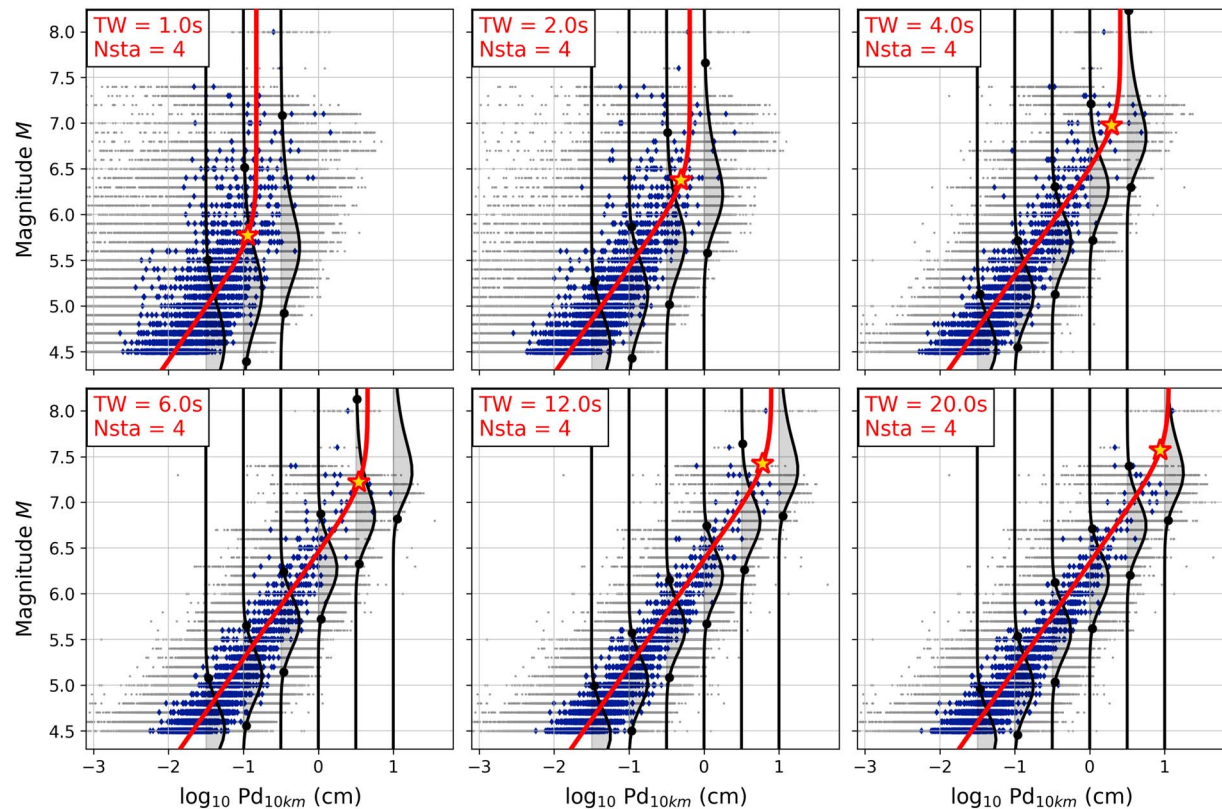 TW = 1.0s
Nsta = 4
TW = 2.0s
Nsta = 4
TW = 4.0s
Nsta = 4
8.0
7.5
7.0
6.5
6.0
5.5
5.0
4.5
Magnitude M
TW = 6.0s
Nsta = 4
TW = 12.0s
Nsta = 4
TW = 20.0s
Nsta = 4
8.0
7.5
7.0
6.5
6.0
5.5
5.0
4.5
Magnitude M
−3 −2 −1 0 1
−3 −2 −1 0 1
−3 −2 −1 0 1
log₁₀ Pd₁₀ₖₘ (cm)
log₁₀ Pd₁₀ₖₘ (cm)
log₁₀ Pd₁₀ₖₘ (cm)